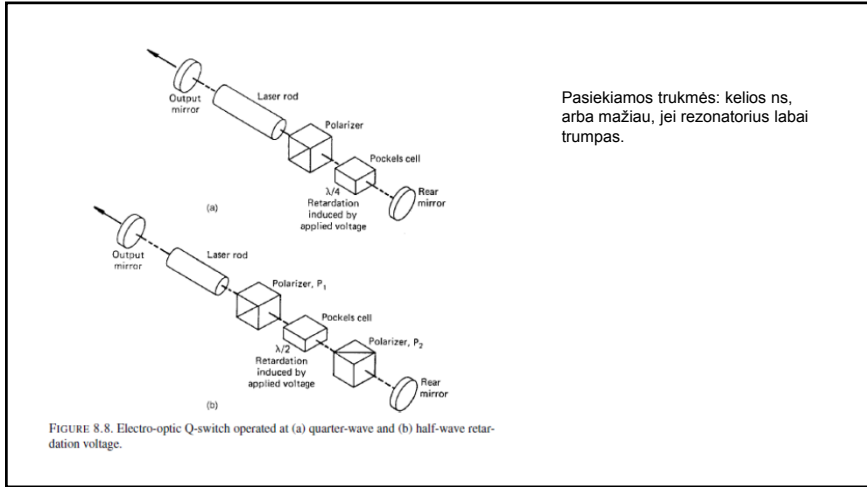 Output
mirror
Laser rod
Polarizer
Pockels cell
λ/4
Retardation
induced by
applied voltage
Rear
mirror
(a)
Output
mirror
Laser rod
Polarizer, P1
Pockels cell
λ/2
Retardation
induced by
applied voltage
Polarizer, P2
Rear
mirror
(b)
FIGURE 8.8. Electro-optic Q-switch operated at (a) quarter-wave and (b) half-wave retar-
dation voltage.
Pasiekiamos trukmės: kelios ns,
arba mažiau, jei rezonatorius labai
trumpas.